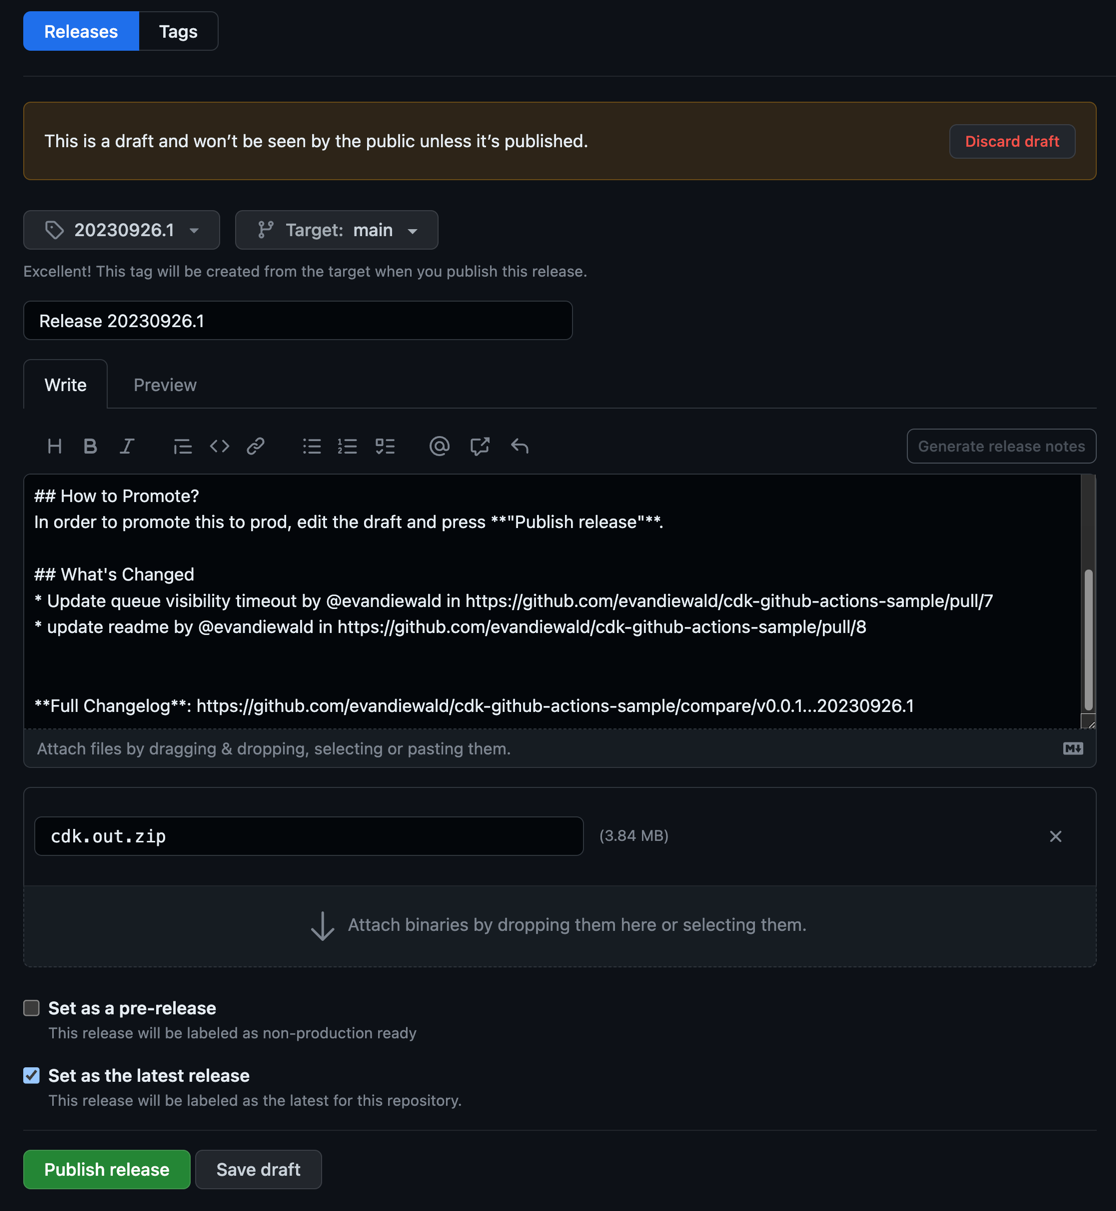 Releases Tags
This is a draft and won’t be seen by the public unless it’s published. Discard draft
20230926.1 Target: main
Excellent! This tag will be created from the target when you publish this release.
Release 20230926.1
Write Preview
H B I @ Generate release notes
## How to Promote?
In order to promote this to prod, edit the draft and press **"Publish release"**.
## What's Changed
* Update queue visibility timeout by @evandiewald in https://github.com/evandiewald/cdk-github-actions-sample/pull/7
* update readme by @evandiewald in https://github.com/evandiewald/cdk-github-actions-sample/pull/8
**Full Changelog**: https://github.com/evandiewald/cdk-github-actions-sample/compare/v0.0.1...20230926.1
Attach files by dragging & dropping, selecting or pasting them. M
cdk.out.zip (3.84 MB)
Attach binaries by dropping them here or selecting them.
Set as a pre-release
This release will be labeled as non-production ready
Set as the latest release
This release will be labeled as the latest for this repository.
Publish release Save draft